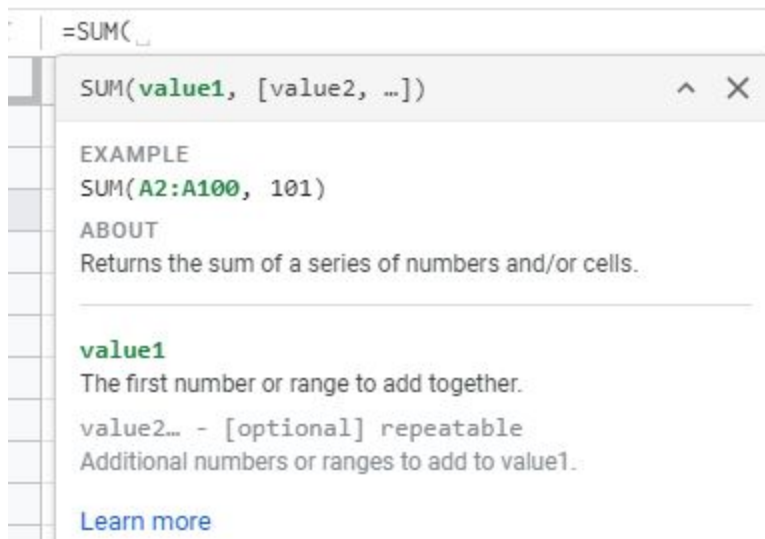 =SUM(
SUM(value1, [value2, …])
EXAMPLE
SUM(A2:A100, 101)
ABOUT
Returns the sum of a series of numbers and/or cells.
value1
The first number or range to add together.
value2… - [optional] repeatable
Additional numbers or ranges to add to value1.
Learn more